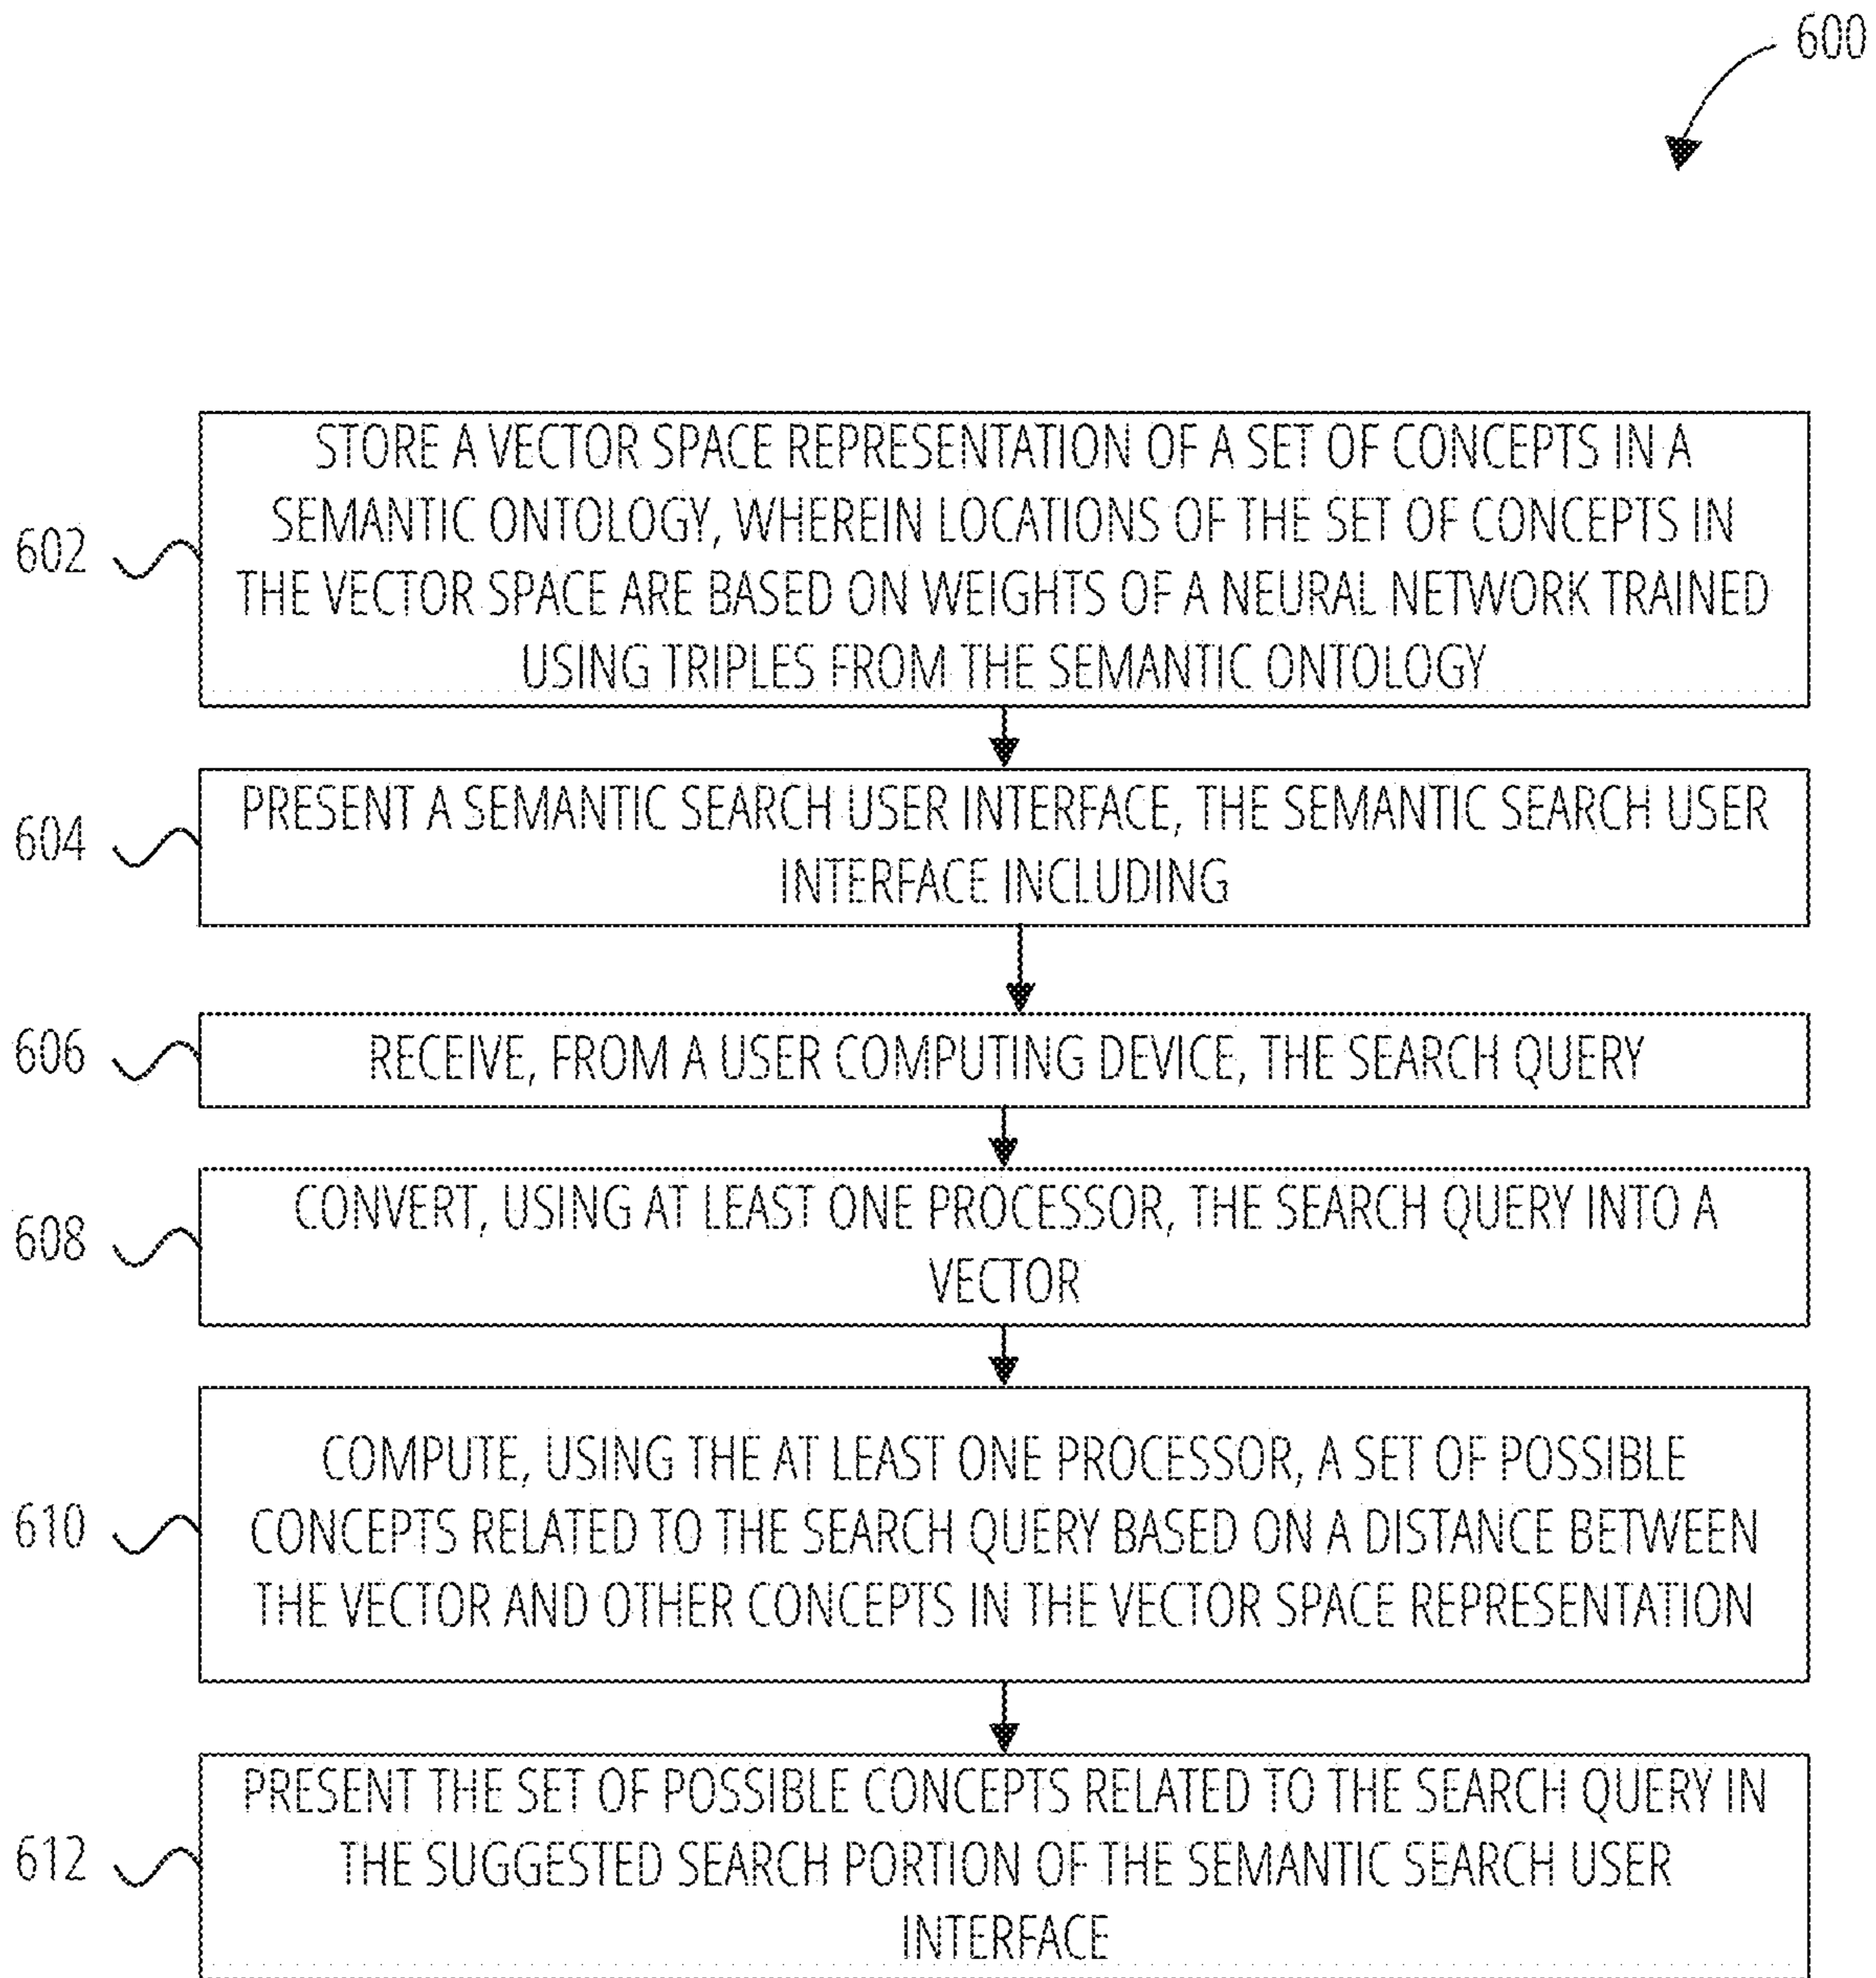 600
602
STORE A VECTOR SPACE REPRESENTATION OF A SET OF CONCEPTS IN A
SEMANTIC ONTOLOGY, WHEREIN LOCATIONS OF THE SET OF CONCEPTS IN
THE VECTOR SPACE ARE BASED ON WEIGHTS OF A NEURAL NETWORK TRAINED
USING TRIPLES FROM THE SEMANTIC ONTOLOGY
604
PRESENT A SEMANTIC SEARCH USER INTERFACE, THE SEMANTIC SEARCH USER
INTERFACE INCLUDING
606
RECEIVE, FROM A USER COMPUTING DEVICE, THE SEARCH QUERY
608
CONVERT, USING AT LEAST ONE PROCESSOR, THE SEARCH QUERY INTO A
VECTOR
610
COMPUTE, USING THE AT LEAST ONE PROCESSOR, A SET OF POSSIBLE
CONCEPTS RELATED TO THE SEARCH QUERY BASED ON A DISTANCE BETWEEN
THE VECTOR AND OTHER CONCEPTS IN THE VECTOR SPACE REPRESENTATION
612
PRESENT THE SET OF POSSIBLE CONCEPTS RELATED TO THE SEARCH QUERY IN
THE SUGGESTED SEARCH PORTION OF THE SEMANTIC SEARCH USER
INTERFACE